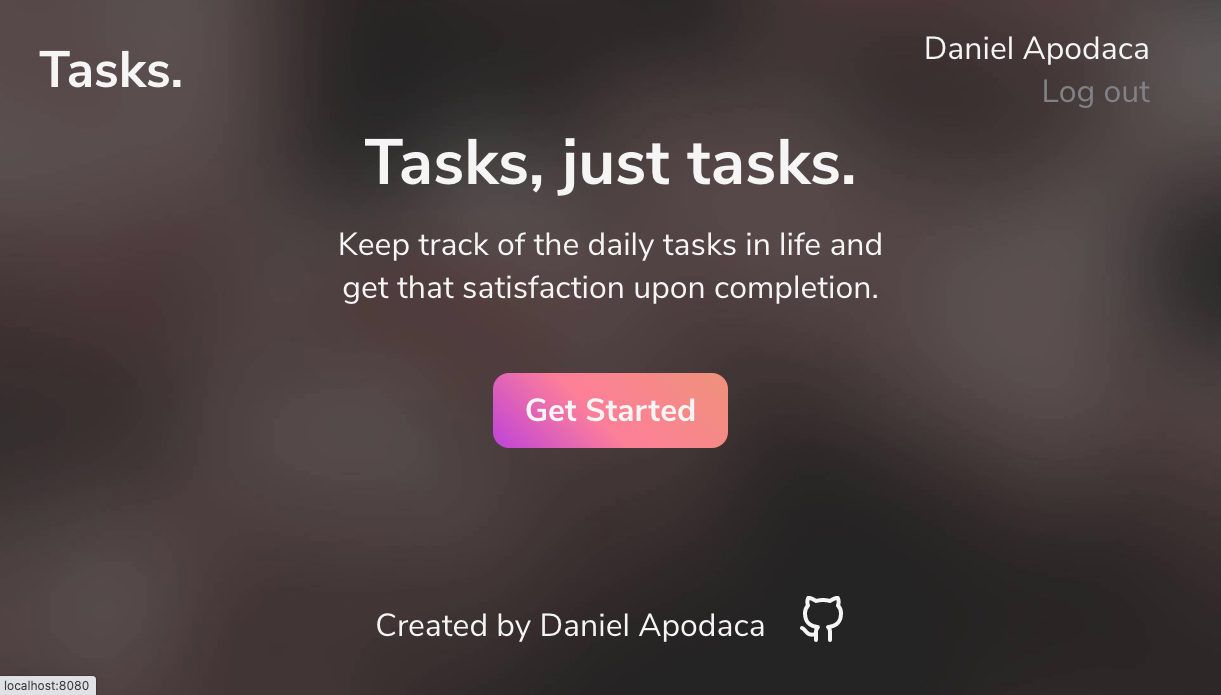 Tasks.
Daniel Apodaca
Log out
Tasks, just tasks.
Keep track of the daily tasks in life and
get that satisfaction upon completion.
Get Started
Created by Daniel Apodaca
localhost:8080